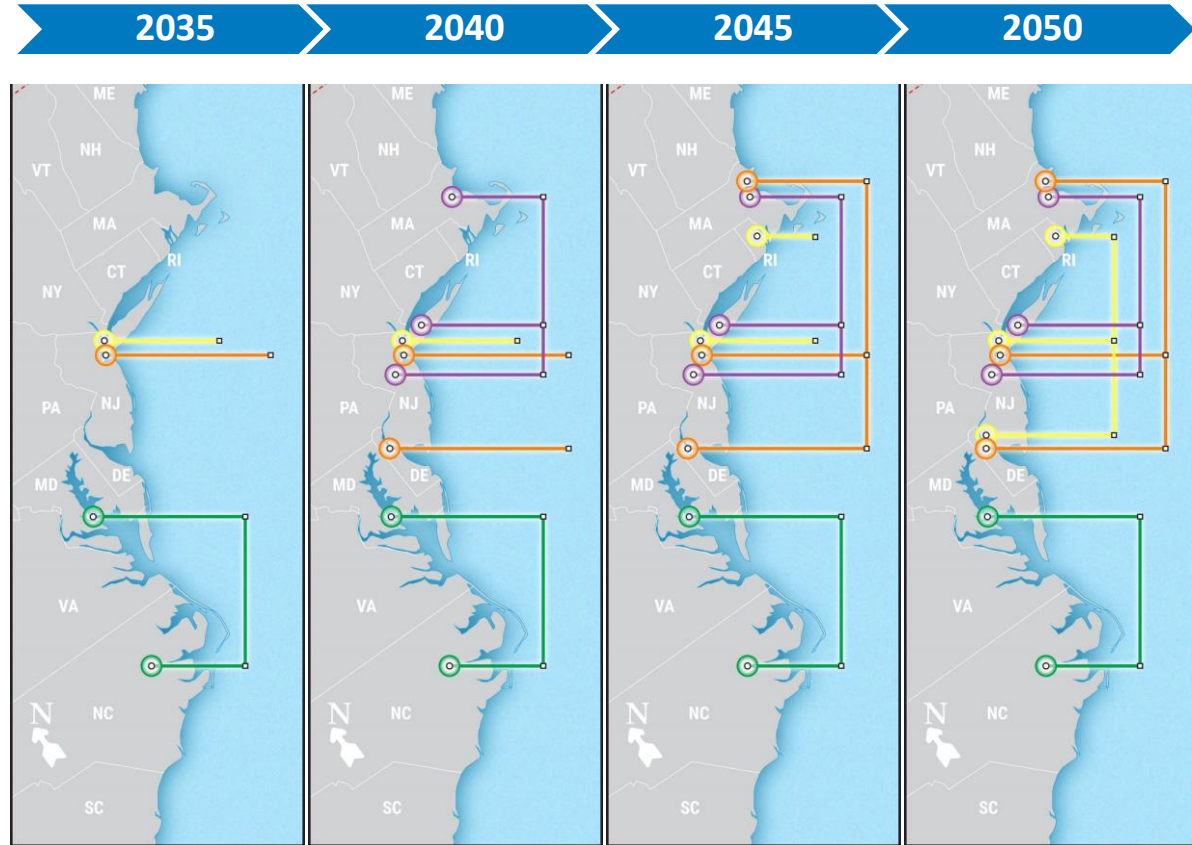 2035 2040 2045 2050
ME ME ME ME
NH NH NH NH
VT VT VT VT
MA MA MA MA
RI RI RI RI
CT CT CT CT
NY NY NY NY
NJ NJ NJ NJ
PA PA PA PA
DE DE DE DE
MD MD MD MD
VA VA VA VA
N N N N
NC NC NC NC
SC SC SC SC